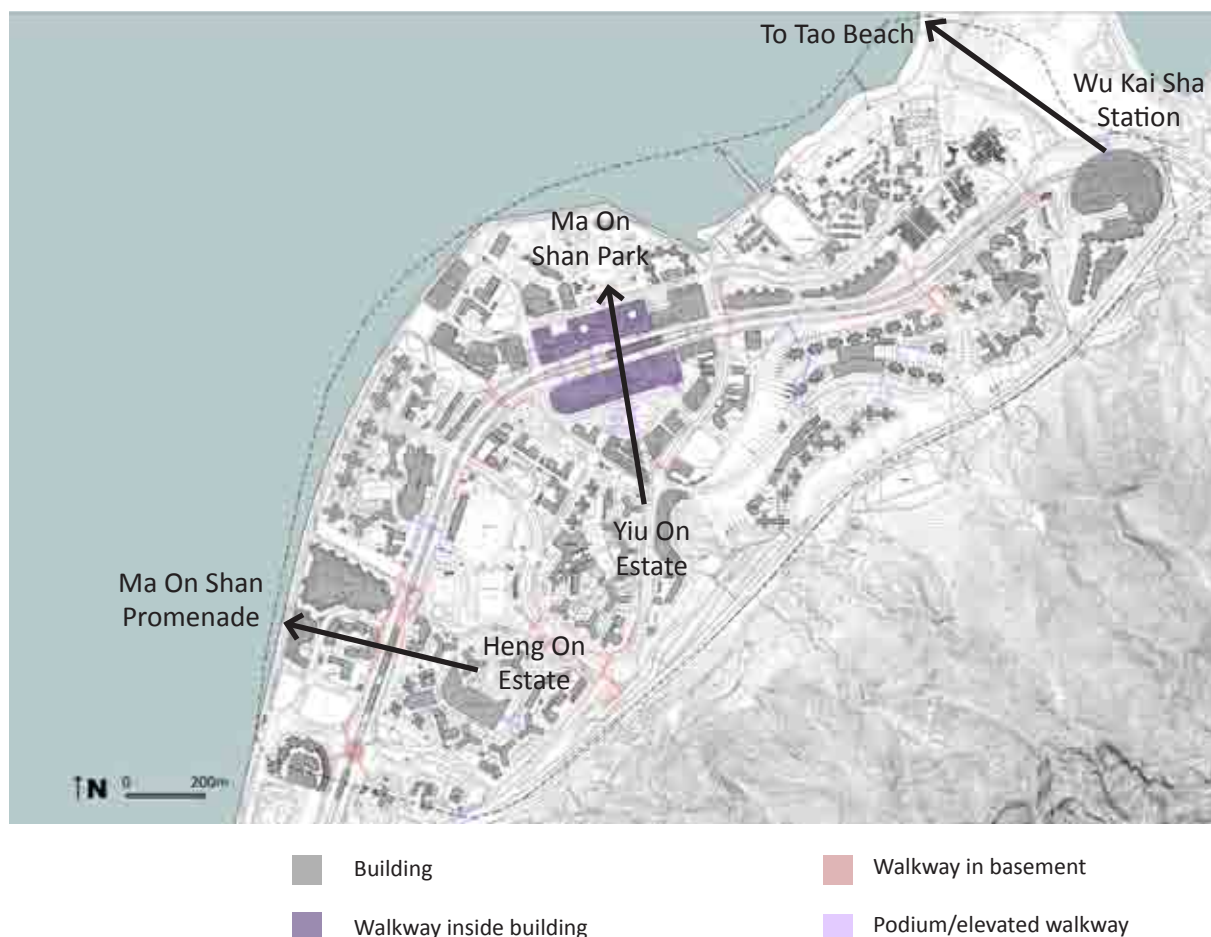 To Tao Beach
Wu Kai Sha
Station
Ma On
Shan Park
Yiu On
Estate
Ma On Shan
Promenade
Heng On
Estate
↑N 0 200m
Building
Walkway in basement
Walkway inside building
Podium/elevated walkway